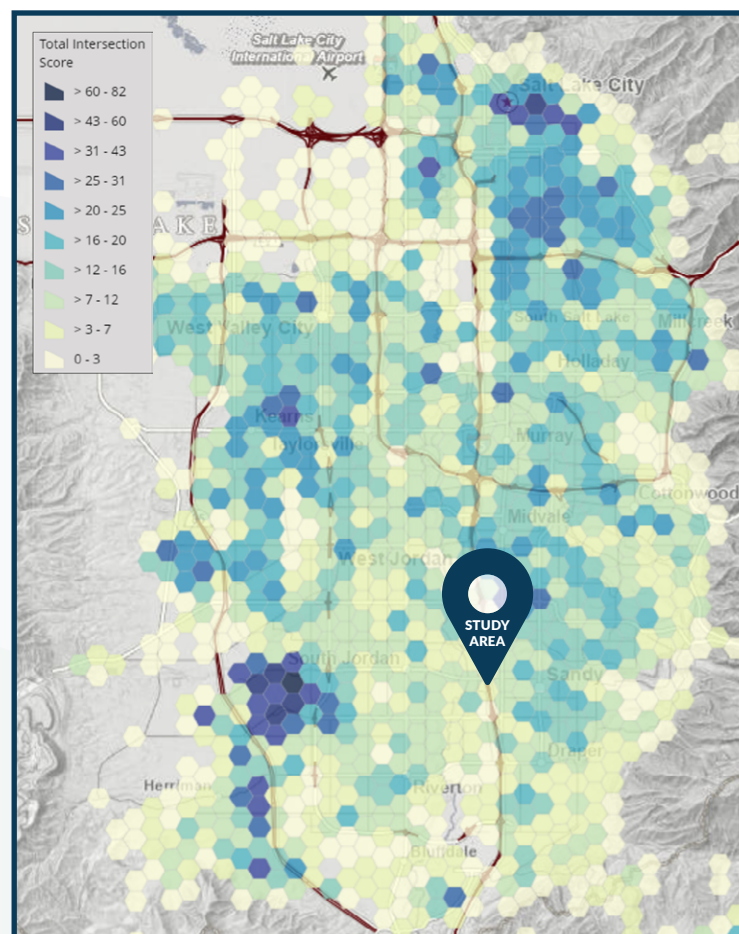 Total Intersection
Score
> 60 - 82
> 43 - 60
> 31 - 43
> 25 - 31
> 20 - 25
> 16 - 20
> 12 - 16
> 7 - 12
> 3 - 7
0 - 3
Salt Lake City
International Airport
Salt Lake City
S
AKE
West Valley City
South Salt Lake
Millcreek
Holladay
Kearns
Taylorsville
Murray
Cottonwood
Midvale
West Jordan
STUDY
AREA
South Jordan
Sandy
Draper
Herriman
Riverton
Bluffdale